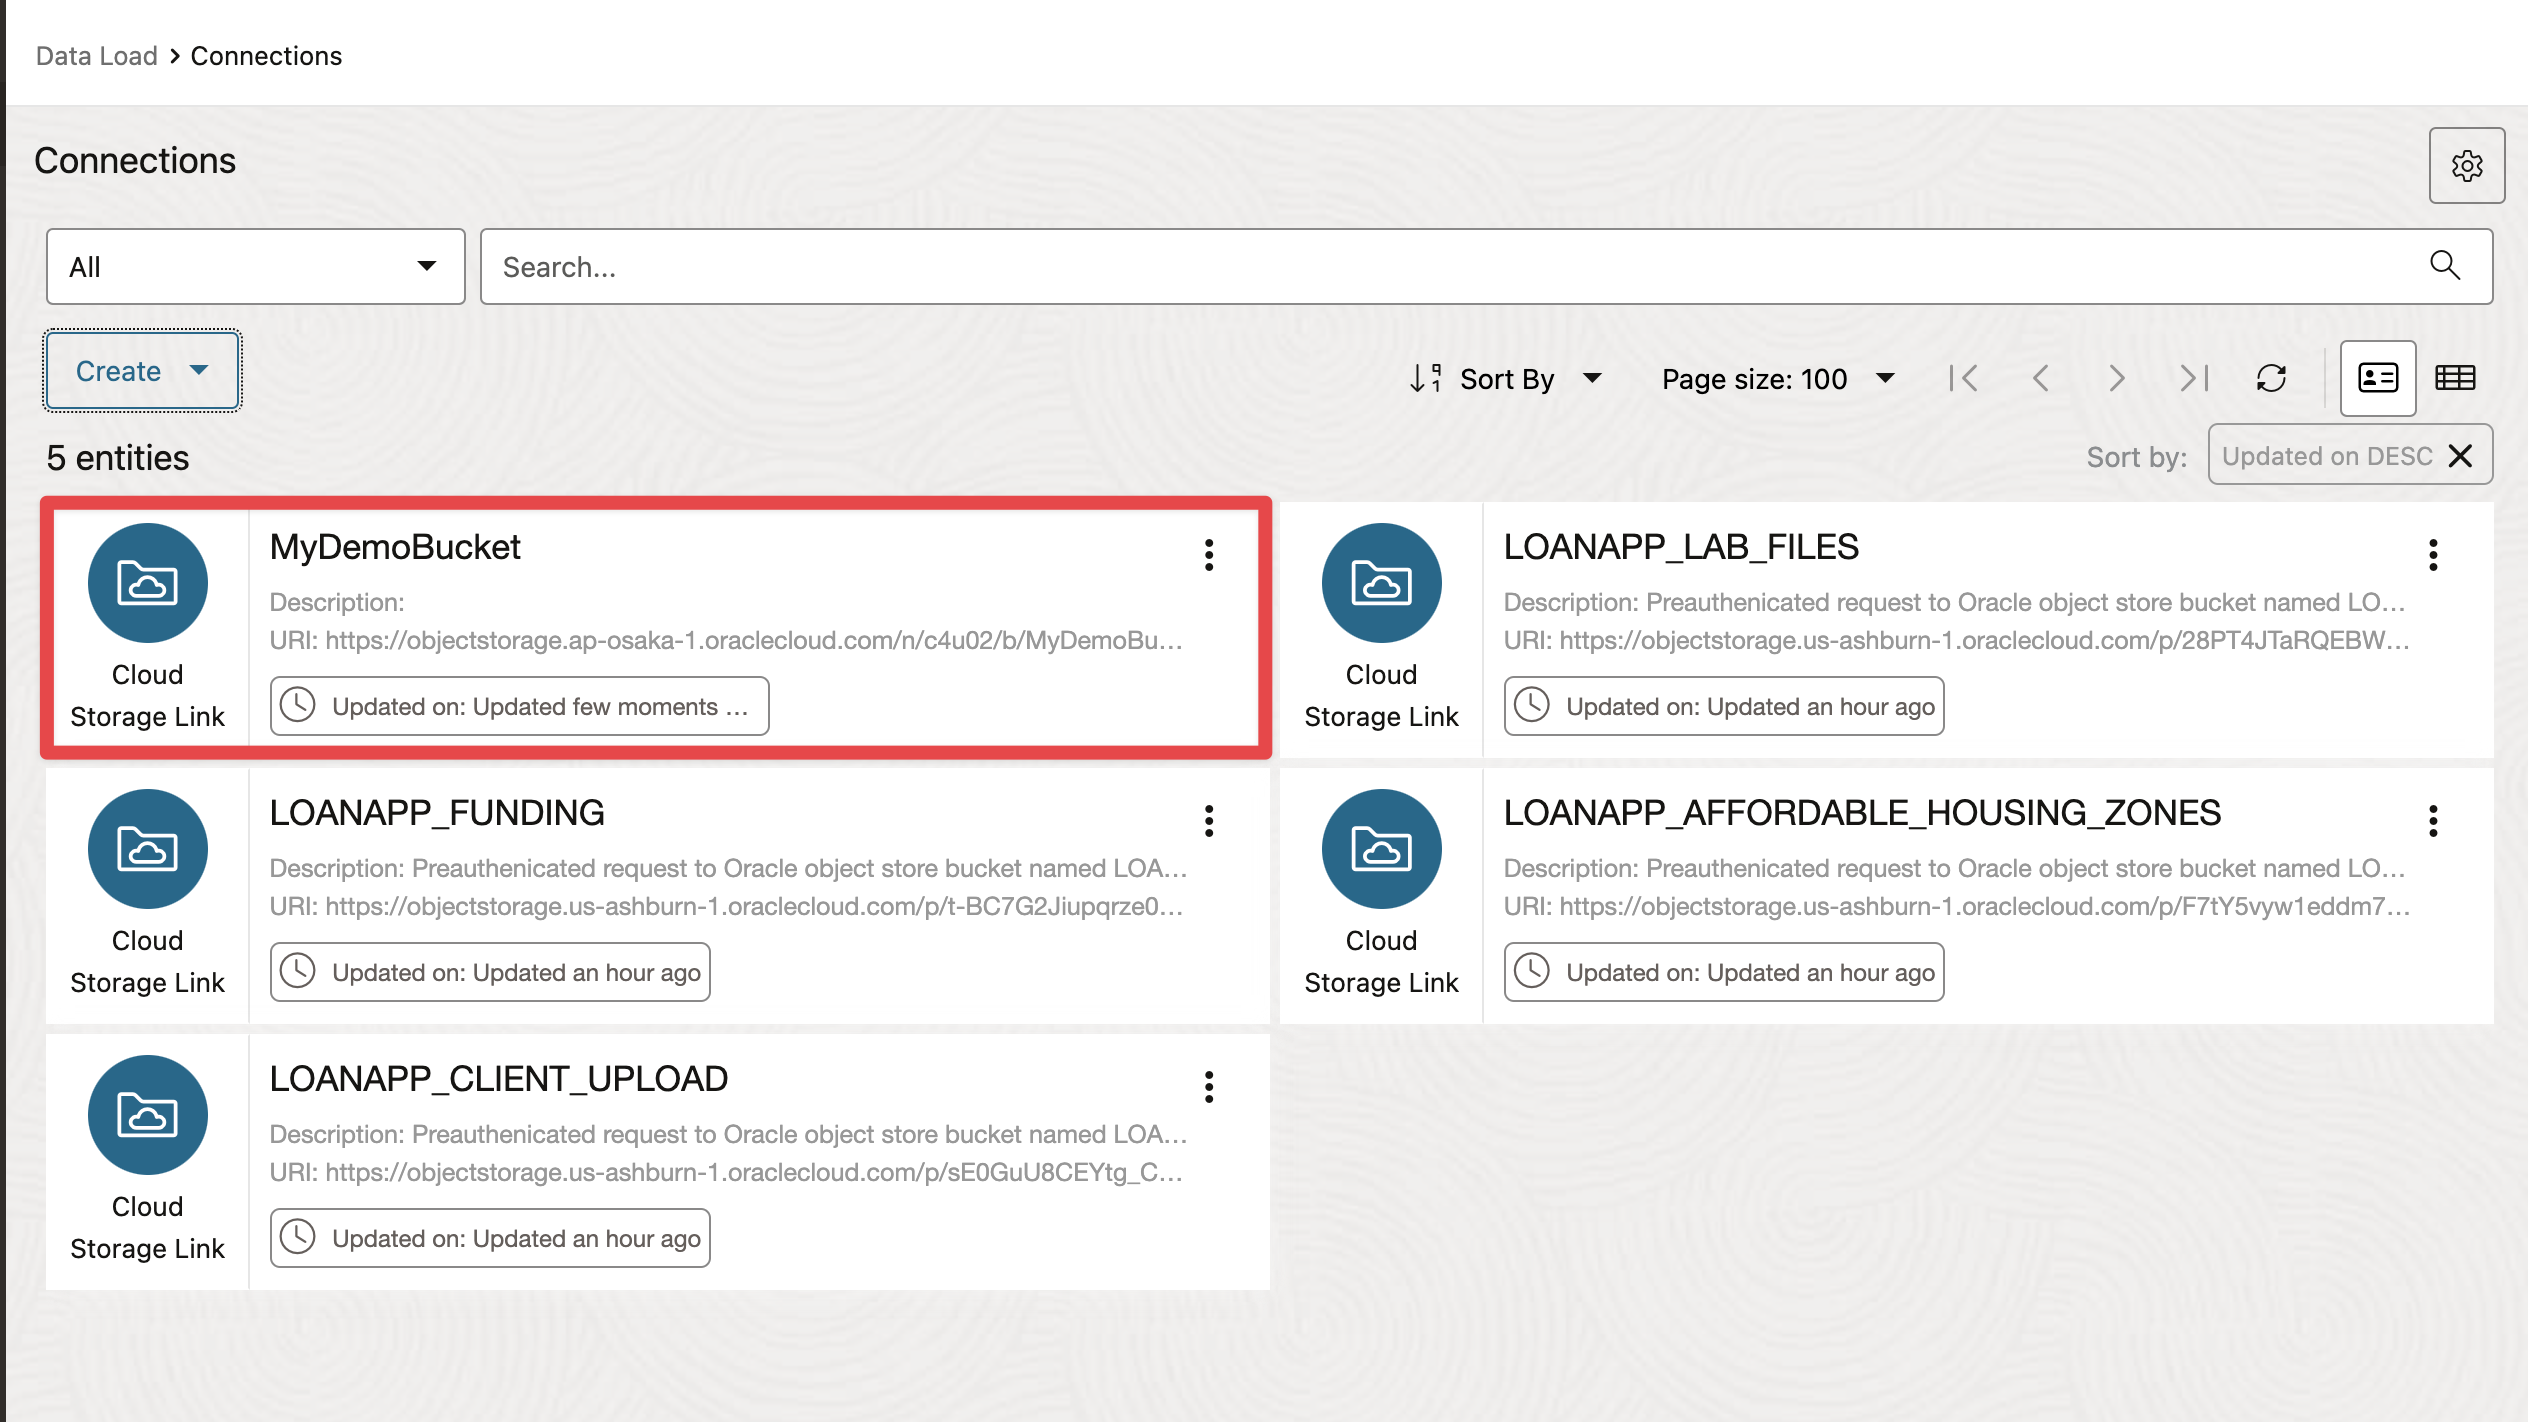 Data Load > Connections
Connections
All
Search...
Create
Sort By
Page size: 100
5 entities
Sort by: Updated on DESC
MyDemoBucket
Description:
URI: https://objectstorage.ap-osaka-1.oraclecloud.com/n/c4u02/b/MyDemoBu...
Cloud
Storage Link
Updated on: Updated few moments ...
LOANAPP_LAB_FILES
Description: Preauthenicated request to Oracle object store bucket named LO...
URI: https://objectstorage.us-ashburn-1.oraclecloud.com/p/28PT4JTaRQEBW...
Cloud
Storage Link
Updated on: Updated an hour ago
LOANAPP_FUNDING
Description: Preauthenicated request to Oracle object store bucket named LOA...
URI: https://objectstorage.us-ashburn-1.oraclecloud.com/p/t-BC7G2Jiupqrze0...
Cloud
Storage Link
Updated on: Updated an hour ago
LOANAPP_AFFORDABLE_HOUSING_ZONES
Description: Preauthenicated request to Oracle object store bucket named LO...
URI: https://objectstorage.us-ashburn-1.oraclecloud.com/p/F7tY5vyw1eddm7...
Cloud
Storage Link
Updated on: Updated an hour ago
LOANAPP_CLIENT_UPLOAD
Description: Preauthenicated request to Oracle object store bucket named LOA...
URI: https://objectstorage.us-ashburn-1.oraclecloud.com/p/sE0GuU8CEYtg_C...
Cloud
Storage Link
Updated on: Updated an hour ago